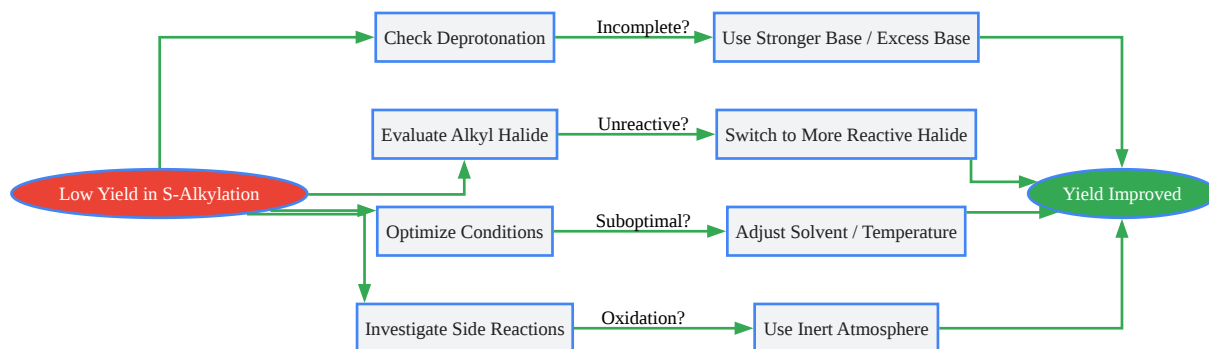 Check Deprotonation
Incomplete?
Use Stronger Base / Excess Base
Evaluate Alkyl Halide
Unreactive?
Switch to More Reactive Halide
Low Yield in S-Alkylation
Yield Improved
Optimize Conditions
Suboptimal?
Adjust Solvent / Temperature
Investigate Side Reactions
Oxidation?
Use Inert Atmosphere